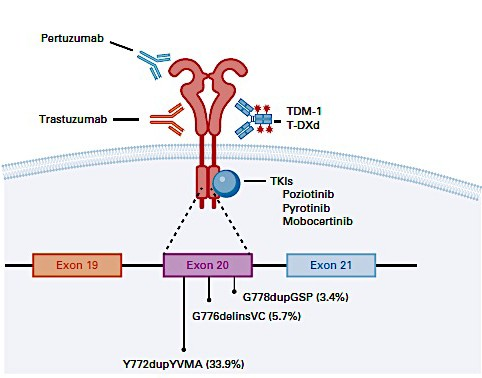 Pertuzumab
Trastuzumab
TDM-1
T-DXd
TKIs
Poziotinib
Pyrotinib
Mobocertinib
Exon 19
Exon 20
Exon 21
G778dupGSP (3.4%)
G776delinsVC (5.7%)
Y772dupYVMA (33.9%)